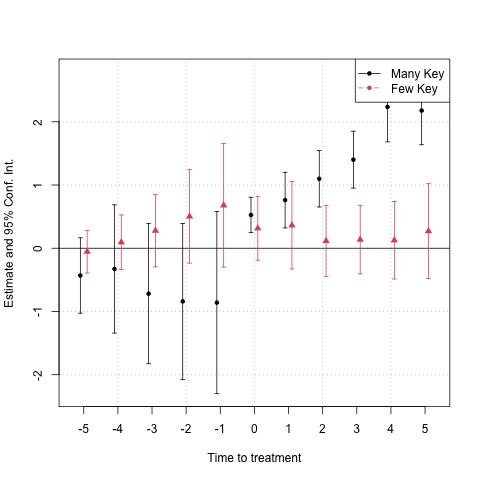 Many Key
Few Key
Estimate and 95% Conf. Int.
2
1
0
-1
-2
-5 -4 -3 -2 -1 0 1 2 3 4 5
Time to treatment